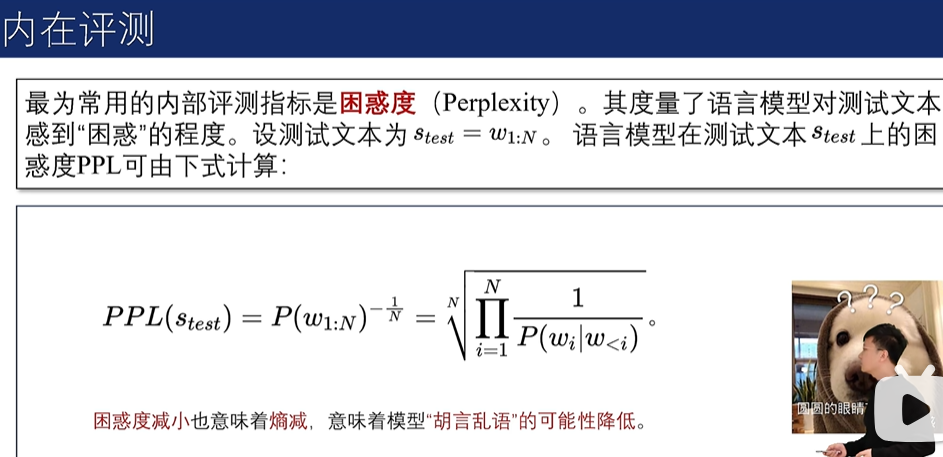 内在评测
最为常用的内部评测指标是困惑度（Perplexity）。其度量了语言模型对测试文本
感到“困惑”的程度。设测试文本为 s_{test} = w_{1:N}。 语言模型在测试文本 s_{test} 上的困
惑度PPL可由下式计算：
PPL(s_{test}) = P(w_{1:N})^{-\frac{1}{N}} = \sqrt[N]{\prod_{i=1}^{N} \frac{1}{P(w_i|w_{<i})}} 。
? ? ?
圆圆的眼睛
困惑度减小也意味着熵减，意味着模型“胡言乱语”的可能性降低。